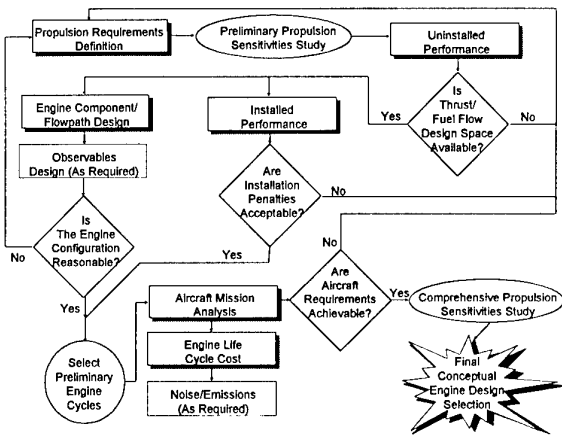 Propulsion Requirements
Definition
Preliminary Propulsion
Sensitivities Study
Uninstalled
Performance
Engine Component/
Flowpath Design
Installed
Performance
Yes
Is
Thrust/
Fuel Flow
Design Space
Available?
No
Observables
Design (As Required)
Are
Installation
Penalties
Acceptable?
No
Is
The Engine
Configuration
Reasonable?
No
Yes
Yes
No
Are
Aircraft
Requirements
Achievable?
Yes
Aircraft Mission
Analysis
Comprehensive Propulsion
Sensitivities Study
Select
Preliminary
Engine
Cycles
Engine Life
Cycle Cost
Noise/Emissions
(As Required)
Final
Conceptual
Engine Design
Selection